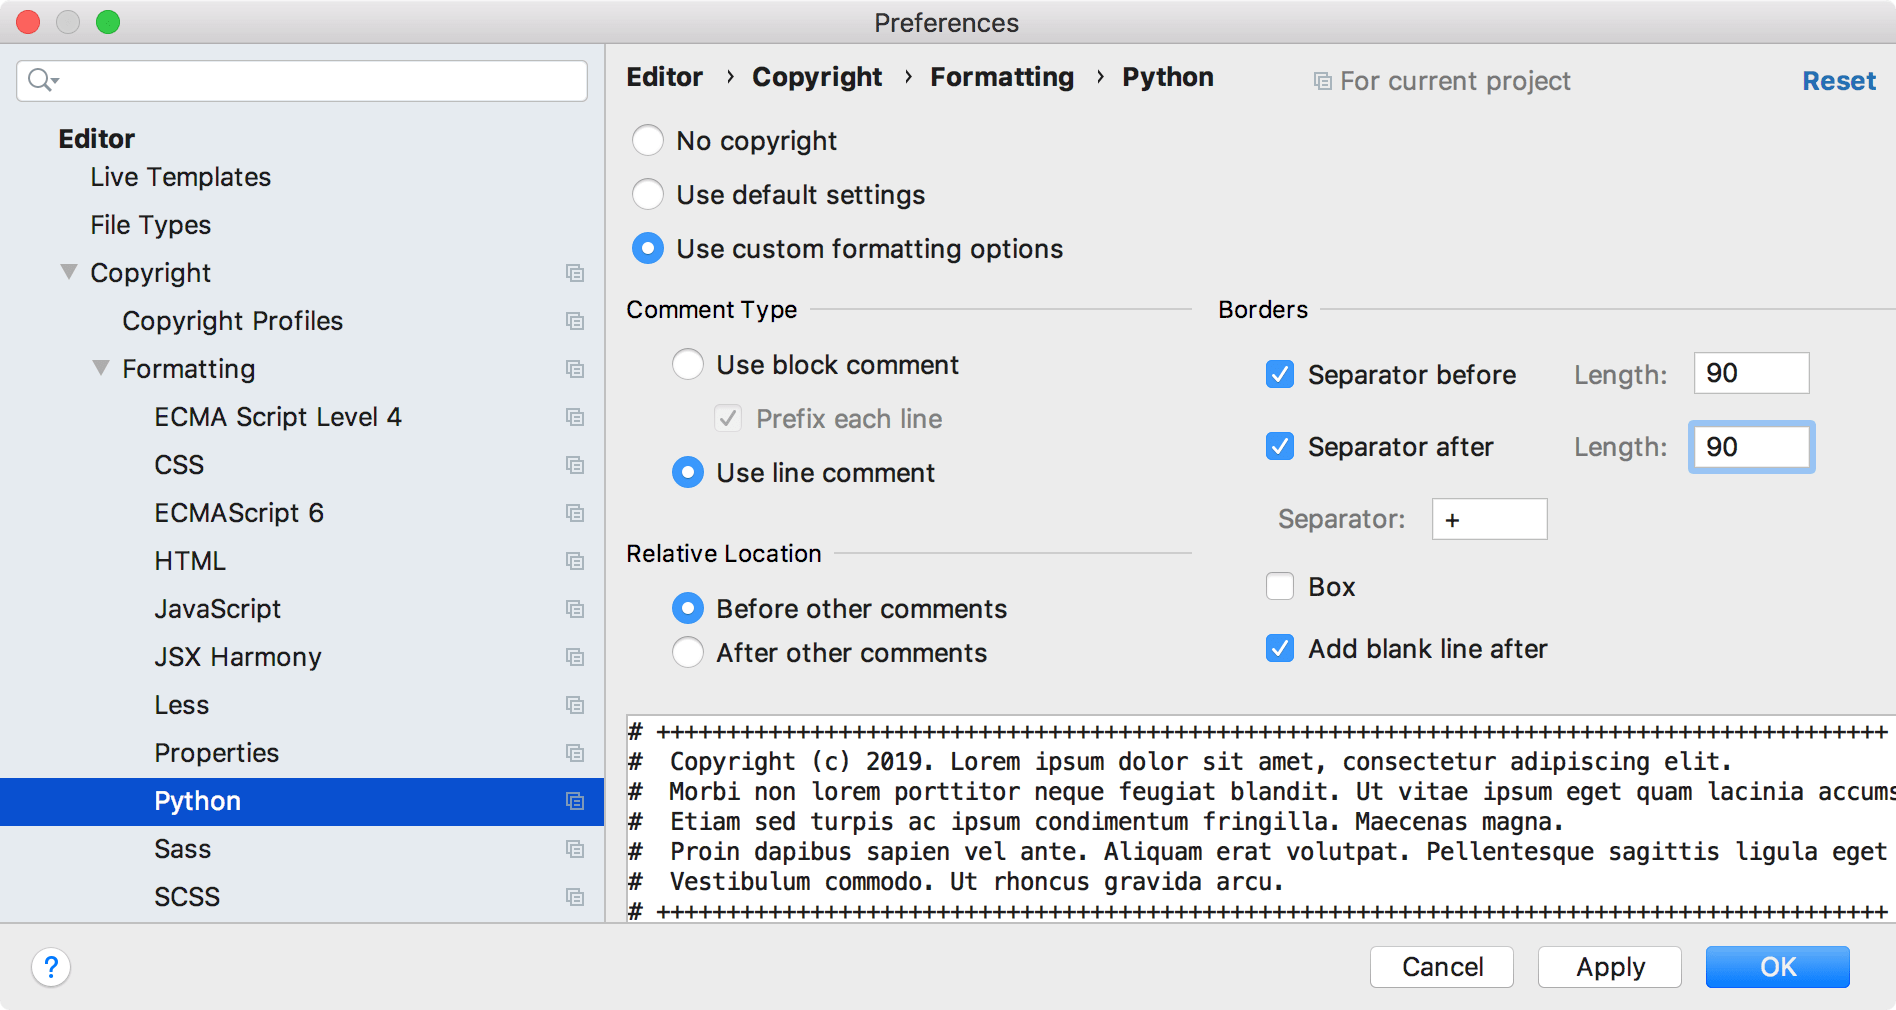 Preferences
Editor › Copyright › Formatting › Python
For current project
Reset
Editor
Live Templates
File Types
Copyright
Copyright Profiles
Formatting
ECMA Script Level 4
CSS
ECMAScript 6
HTML
JavaScript
JSX Harmony
Less
Properties
Python
Sass
SCSS
No copyright
Use default settings
Use custom formatting options
Comment Type
Use block comment
Prefix each line
Use line comment
Relative Location
Before other comments
After other comments
Borders
Separator before Length: 90
Separator after Length: 90
Separator: +
Box
Add blank line after
# ++++++++++++++++++++++++++++++++++++++++++++++++++++++++++++++++++++++++++++++++++++++++
#  Copyright (c) 2019. Lorem ipsum dolor sit amet, consectetur adipiscing elit.
#  Morbi non lorem porttitor neque feugiat blandit. Ut vitae ipsum eget quam lacinia accums
#  Etiam sed turpis ac ipsum condimentum fringilla. Maecenas magna.
#  Proin dapibus sapien vel ante. Aliquam erat volutpat. Pellentesque sagittis ligula eget
#  Vestibulum commodo. Ut rhoncus gravida arcu.
# ++++++++++++++++++++++++++++++++++++++++++++++++++++++++++++++++++++++++++++++++++++++++
?
Cancel
Apply
OK